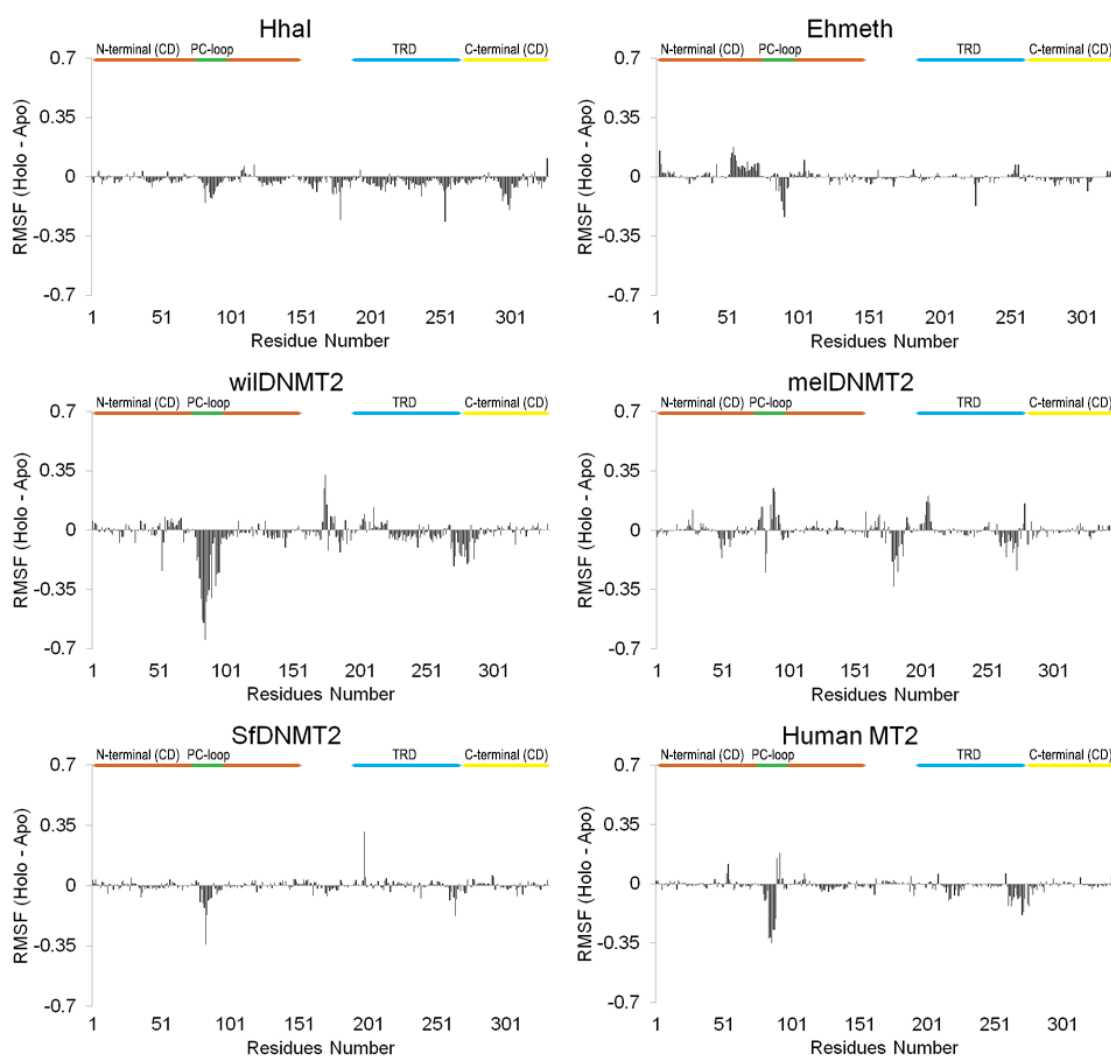 HhaI
N-terminal (CD) PC-loop TRD C-terminal (CD)
0.7
0.35
0
-0.35
-0.7
RMSF (Holo - Apo)
1 51 101 151 201 251 301
Residue Number
Ehmeth
N-terminal (CD) PC-loop TRD C-terminal (CD)
0.7
0.35
0
-0.35
-0.7
RMSF (Holo - Apo)
1 51 101 151 201 251 301
Residues Number
wilDNMT2
N-terminal (CD) PC-loop TRD C-terminal (CD)
0.7
0.35
0
-0.35
-0.7
RMSF (Holo - Apo)
1 51 101 151 201 251 301
Residues Number
melDNMT2
N-terminal (CD) PC-loop TRD C-terminal (CD)
0.7
0.35
0
-0.35
-0.7
RMSF (Holo - Apo)
1 51 101 151 201 251 301
Residues Number
SfDNMT2
N-terminal (CD) PC-loop TRD C-terminal (CD)
0.7
0.35
0
-0.35
-0.7
RMSF (Holo - Apo)
1 51 101 151 201 251 301
Residues Number
Human MT2
N-terminal (CD) PC-loop TRD C-terminal (CD)
0.7
0.35
0
-0.35
-0.7
RMSF (Holo - Apo)
1 51 101 151 201 251 301
Residues Number